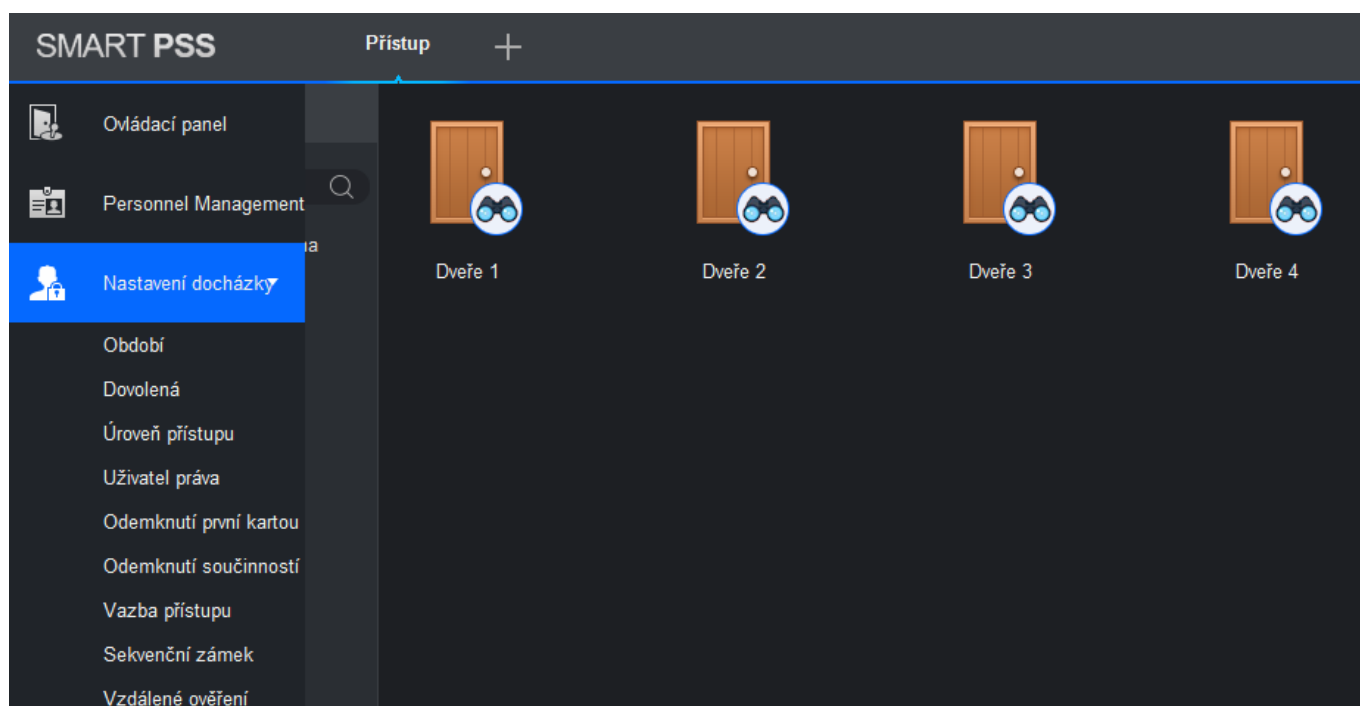 SMART PSS
Přístup
Ovládací panel
Personnel Management
Nastavení docházky
Období
Dovolená
Úroveň přístupu
Uživatel práva
Odemknutí první kartou
Odemknutí součinností
Vazba přístupu
Sekvenční zámek
Vzdálené ověření
Dveře 1
Dveře 2
Dveře 3
Dveře 4